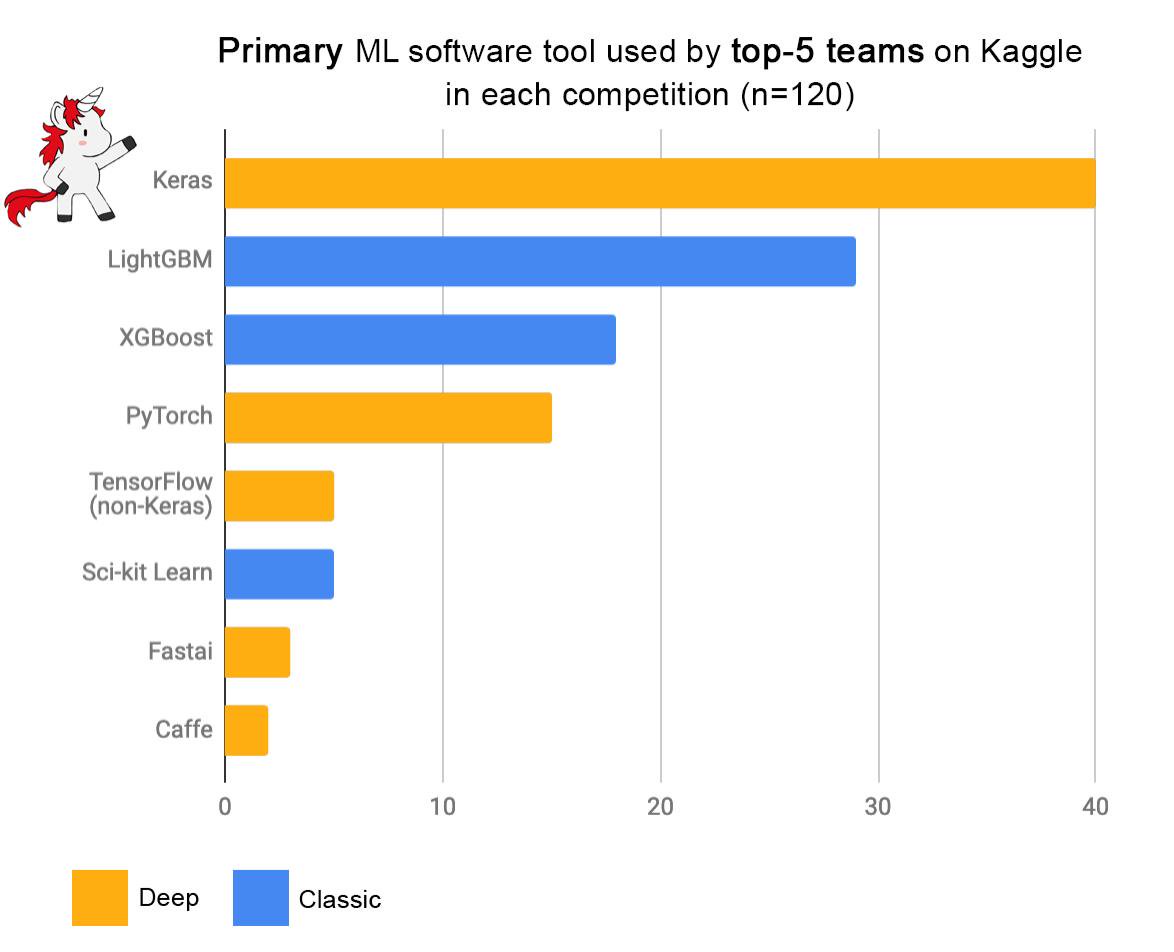 Primary ML software tool used by top-5 teams on Kaggle
in each competition (n=120)
Keras
LightGBM
XGBoost
PyTorch
TensorFlow
(non-Keras)
Sci-kit Learn
Fastai
Caffe
0 10 20 30 40
Deep Classic